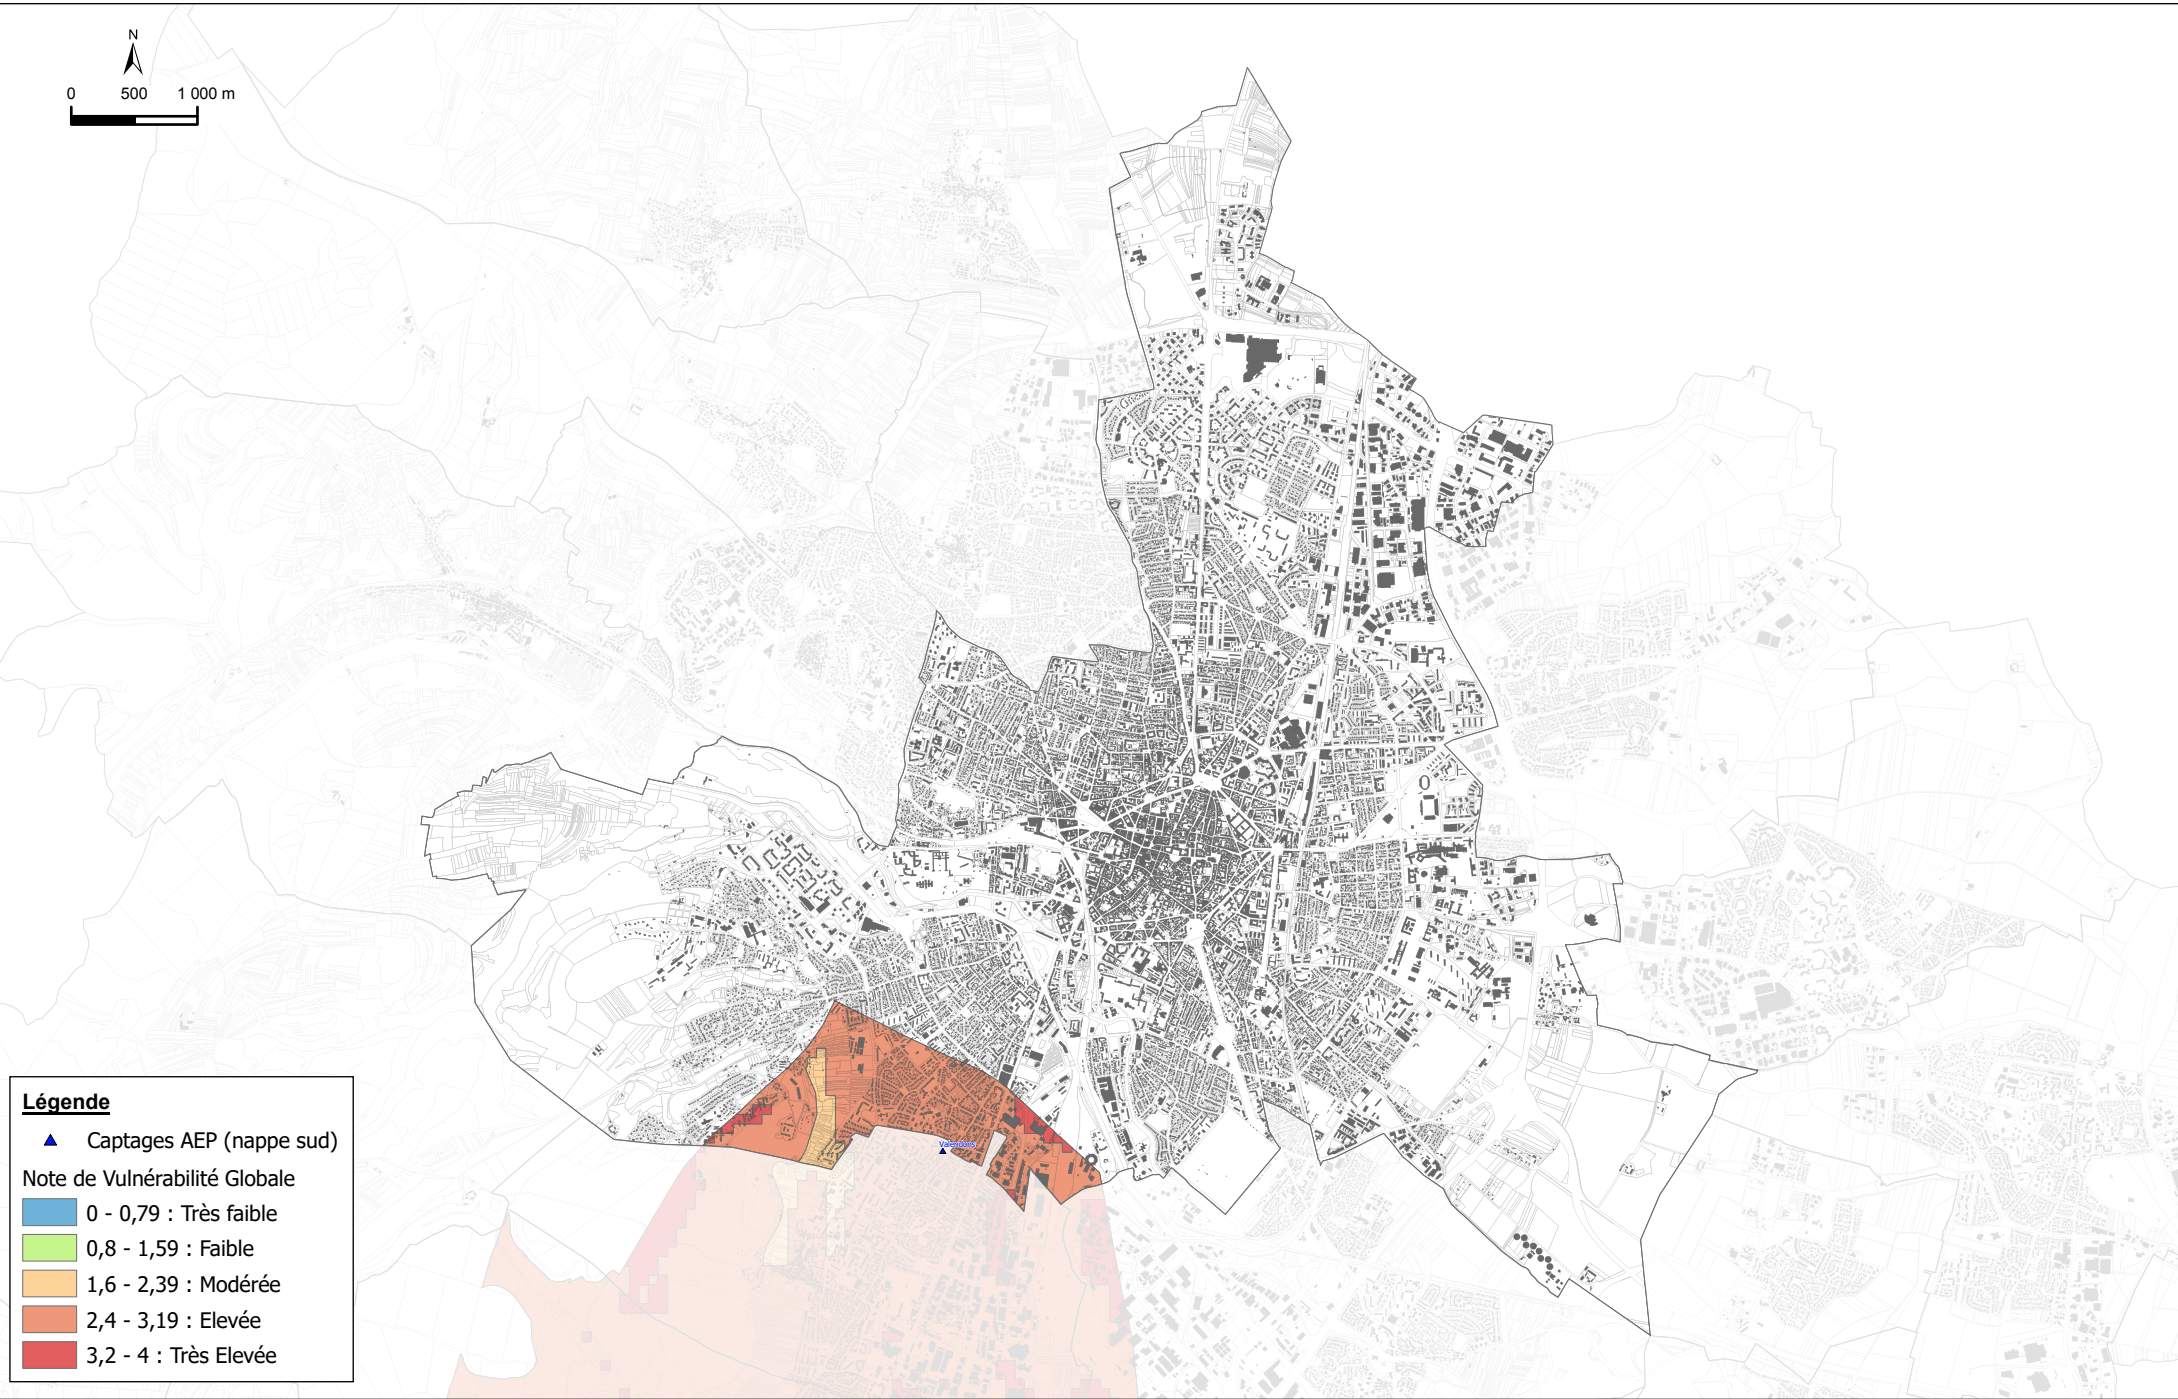 N
0 500 1 000 m
Valendons
Légende
Captages AEP (nappe sud)
Note de Vulnérabilité Globale
0 - 0,79 : Très faible
0,8 - 1,59 : Faible
1,6 - 2,39 : Modérée
2,4 - 3,19 : Elevée
3,2 - 4 : Très Elevée